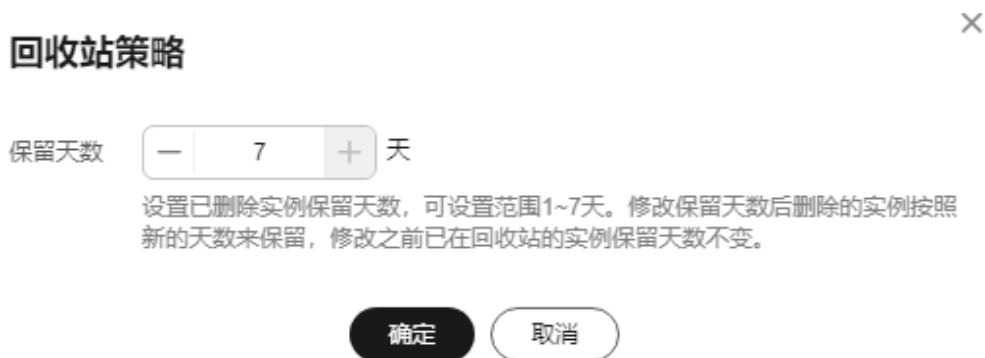 回收站策略
保留天数 7 天
设置已删除实例保留天数，可设置范围1~7天。修改保留天数后删除的实例按照
新的天数来保留，修改之前已在回收站的实例保留天数不变。
确定 取消